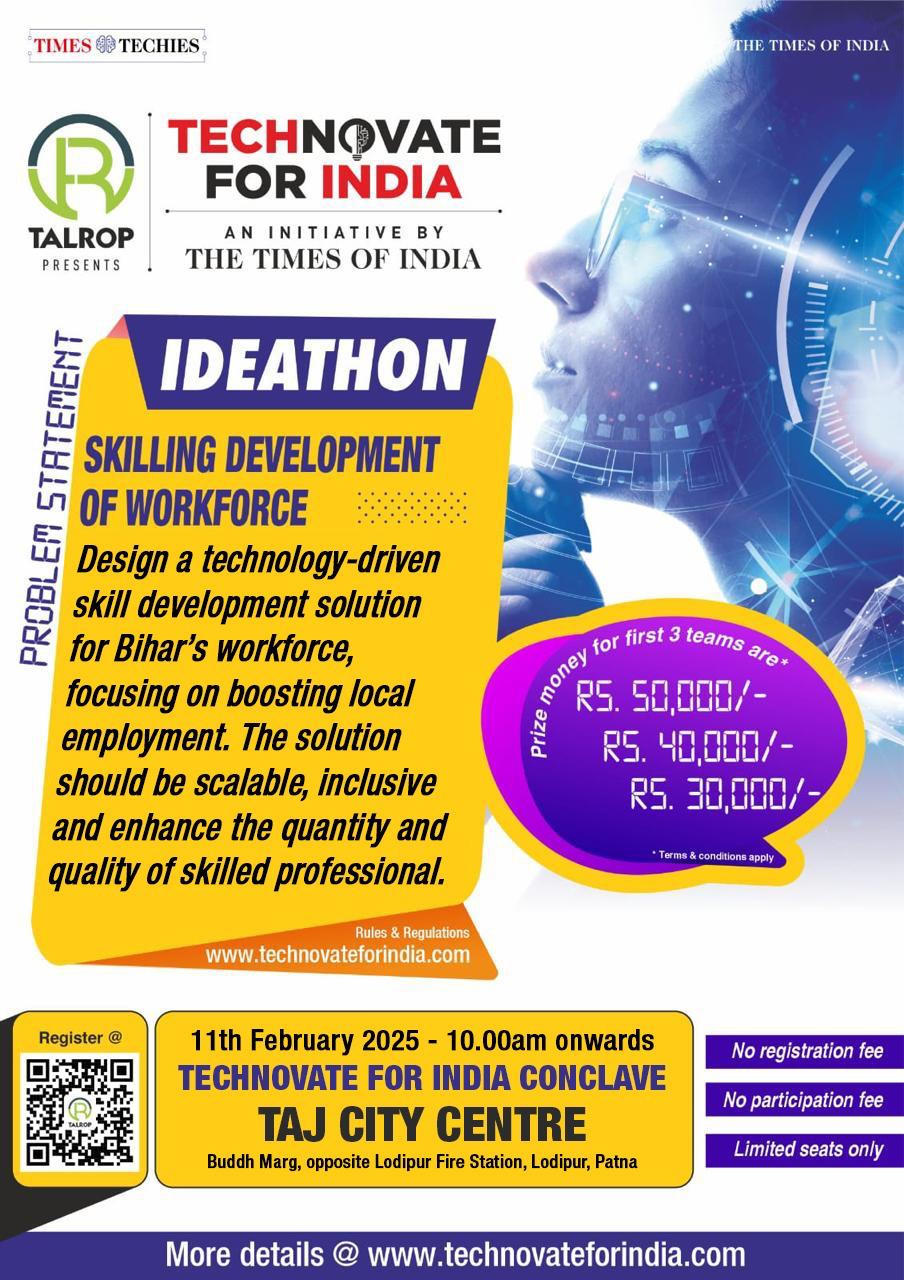 TIMES TECHIES
THE TIMES OF INDIA
TALROP
PRESENTS
TECHNOVATE
FOR INDIA
AN INITIATIVE BY
THE TIMES OF INDIA
PROBLEM STATEMENT
IDEATHON
SKILLING DEVELOPMENT
OF WORKFORCE
Design a technology-driven
skill development solution
for Bihar's workforce,
focusing on boosting local
employment. The solution
should be scalable, inclusive
and enhance the quantity and
quality of skilled professional.
Rules & Regulations
www.technovateforindia.com
Prize money for first 3 teams are*
RS. 50,000/-
RS. 40,000/-
RS. 30,000/-
* Terms & conditions apply
Register @
TALROP
11th February 2025 - 10.00am onwards
TECHNOVATE FOR INDIA CONCLAVE
TAJ CITY CENTRE
Buddh Marg, opposite Lodipur Fire Station, Lodipur, Patna
No registration fee
No participation fee
Limited seats only
More details @ www.technovateforindia.com